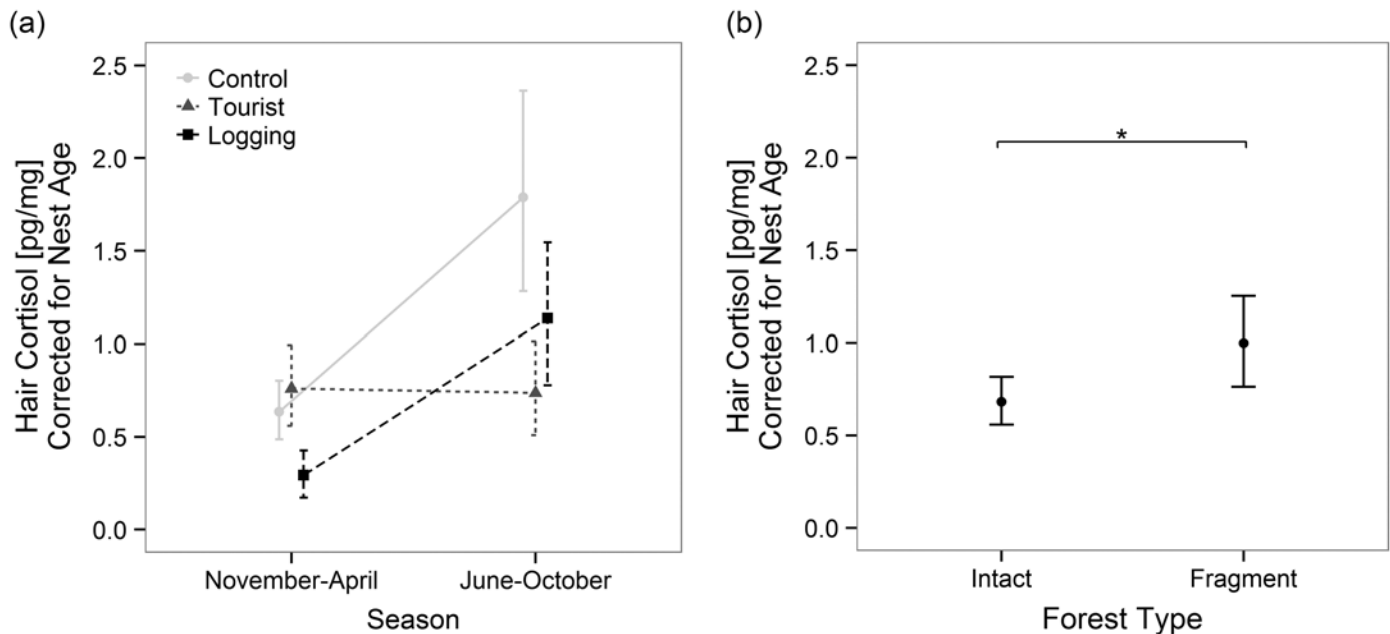 (a)
2.5
2.0
1.5
1.0
0.5
0.0
Hair Cortisol [pg/mg]
Corrected for Nest Age
Control
Tourist
Logging
November-April
June-October
Season
(b)
2.5
2.0
1.5
1.0
0.5
0.0
Hair Cortisol [pg/mg]
Corrected for Nest Age
*
Intact
Fragment
Forest Type